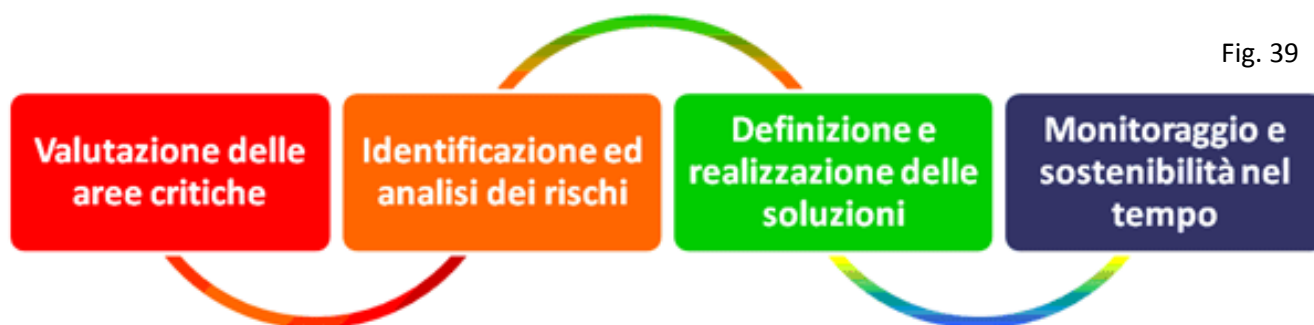 Fig. 39
Valutazione delle
aree critiche
Identificazione ed
analisi dei rischi
Definizione e
realizzazione delle
soluzioni
Monitoraggio e
sostenibilità nel
tempo